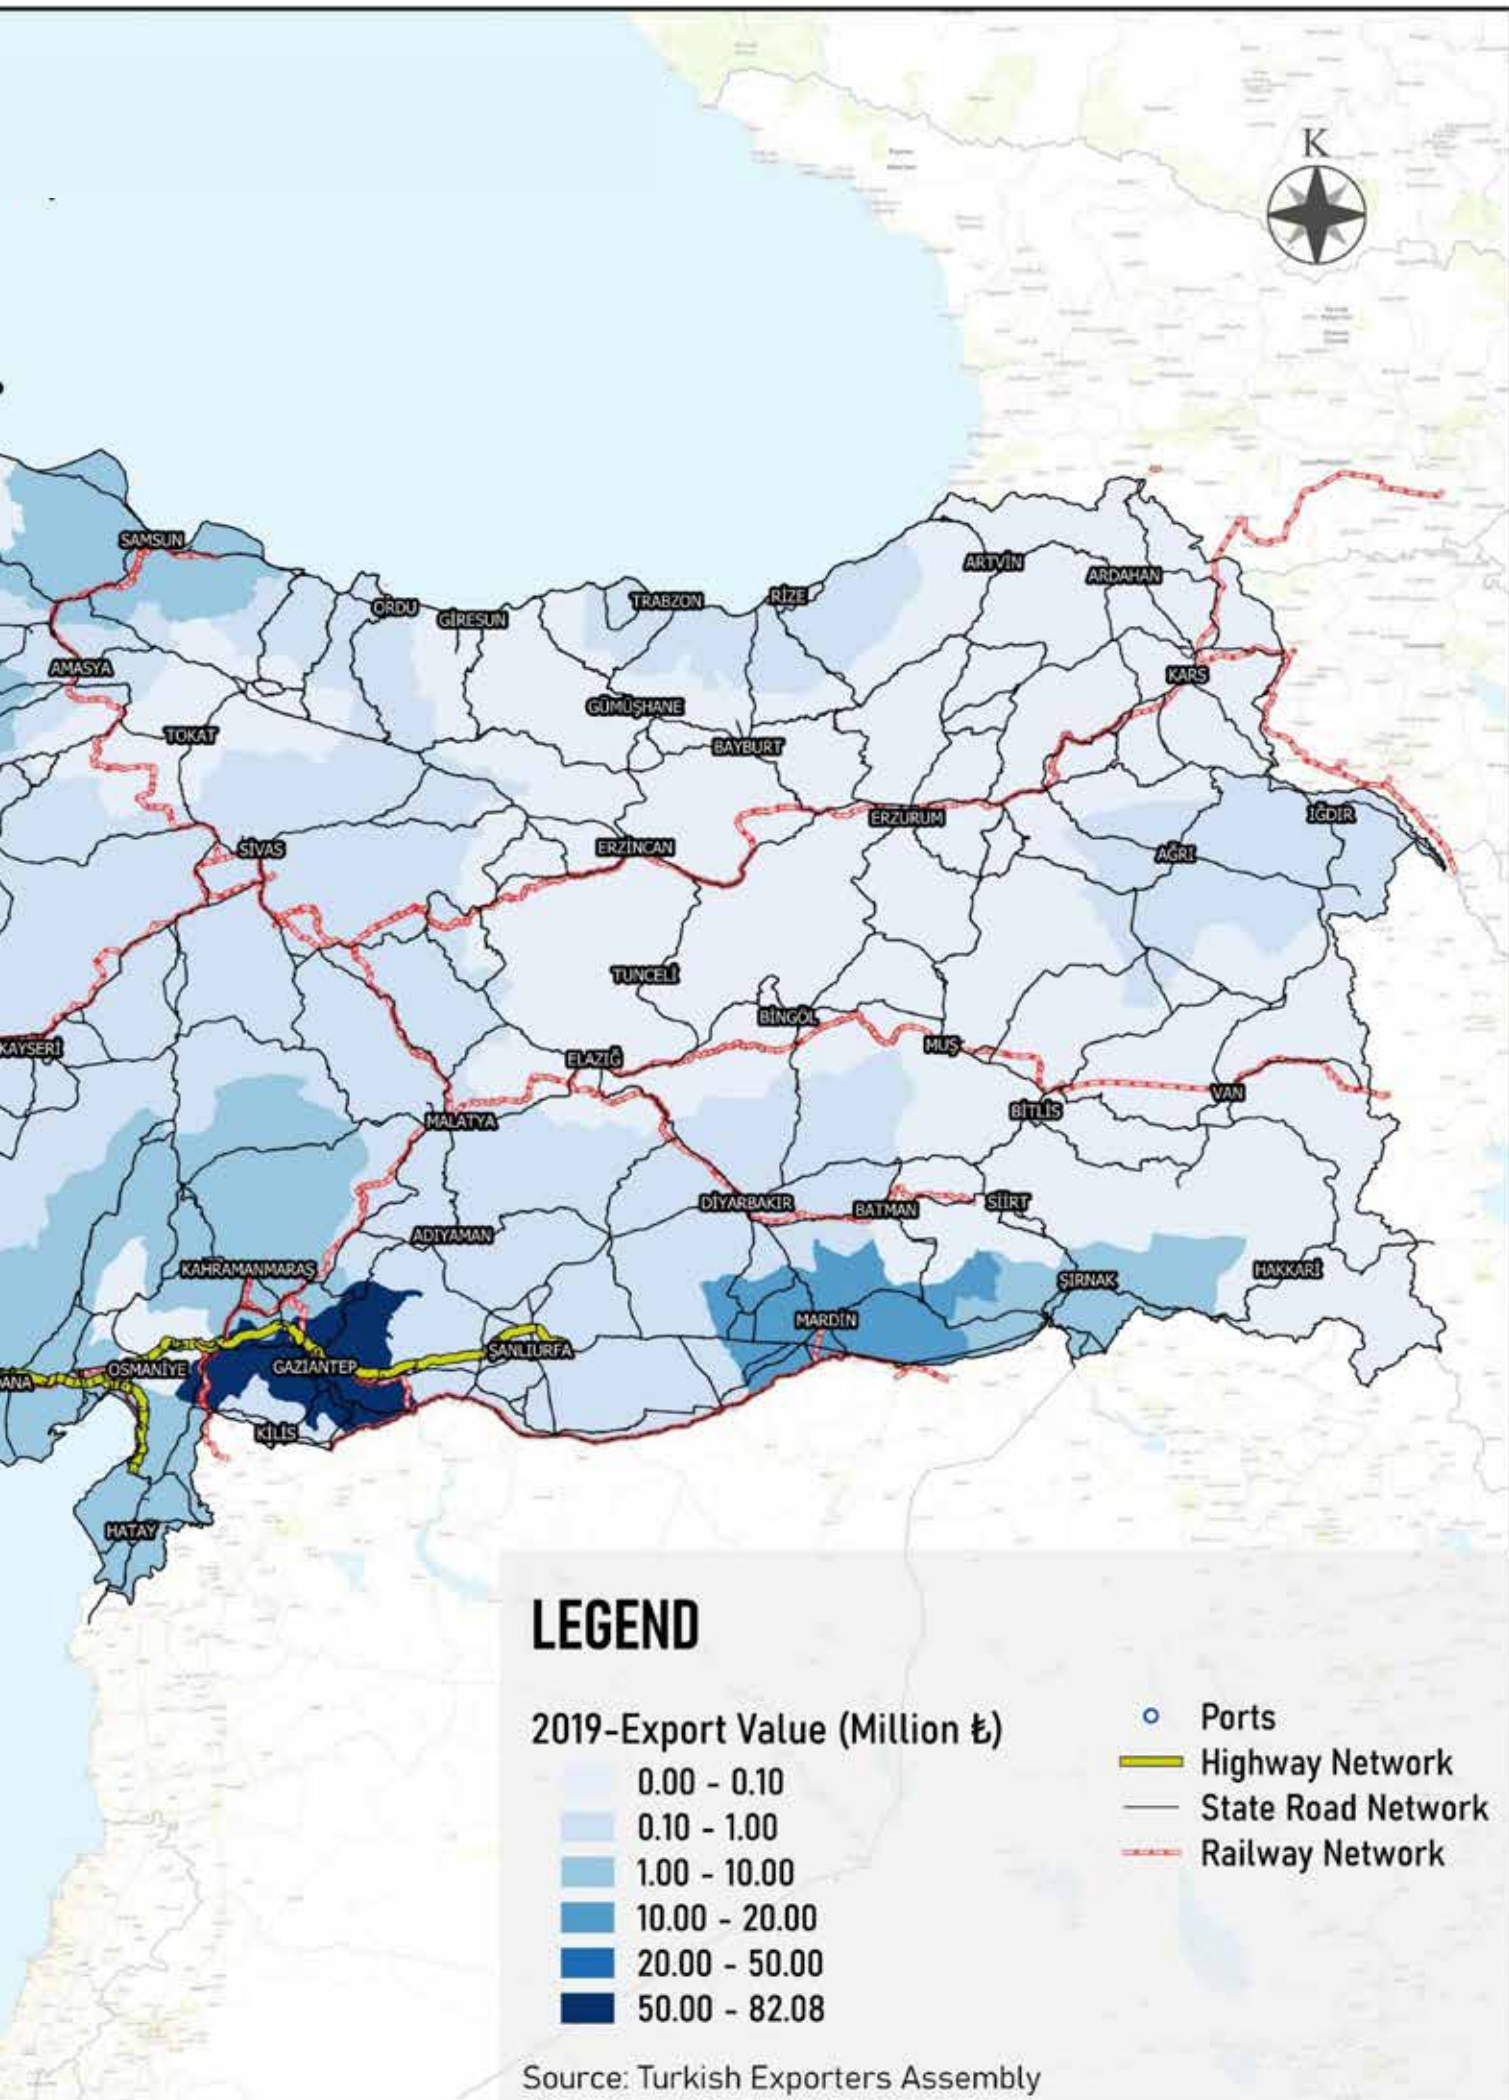 K
SAMSUN
ARTVİN
ARDAHAN
ORDU
GİRESUN
TRABZON
RİZE
AMASYA
KARS
GÜMÜŞHANE
TOKAT
BAYBURT
ERZURUM
IĞDIR
SİVAS
ERZİNCAN
AĞRI
TUNCELİ
BİNGÖL
KAYSERİ
ELAZIĞ
MUŞ
VAN
MALATYA
BİTLİS
DİYARBAKIR
BATMAN
SİİRT
ADIYAMAN
KAHRAMANMARAŞ
ŞIRNAK
HAKKARİ
MARDİN
ŞANLIURFA
OSMANİYE
GAZİANTEP
ANA
KİLİS
HATAY
LEGEND
2019-Export Value (Million ₺)
0.00 - 0.10
0.10 - 1.00
1.00 - 10.00
10.00 - 20.00
20.00 - 50.00
50.00 - 82.08
Ports
Highway Network
State Road Network
Railway Network
Source: Turkish Exporters Assembly